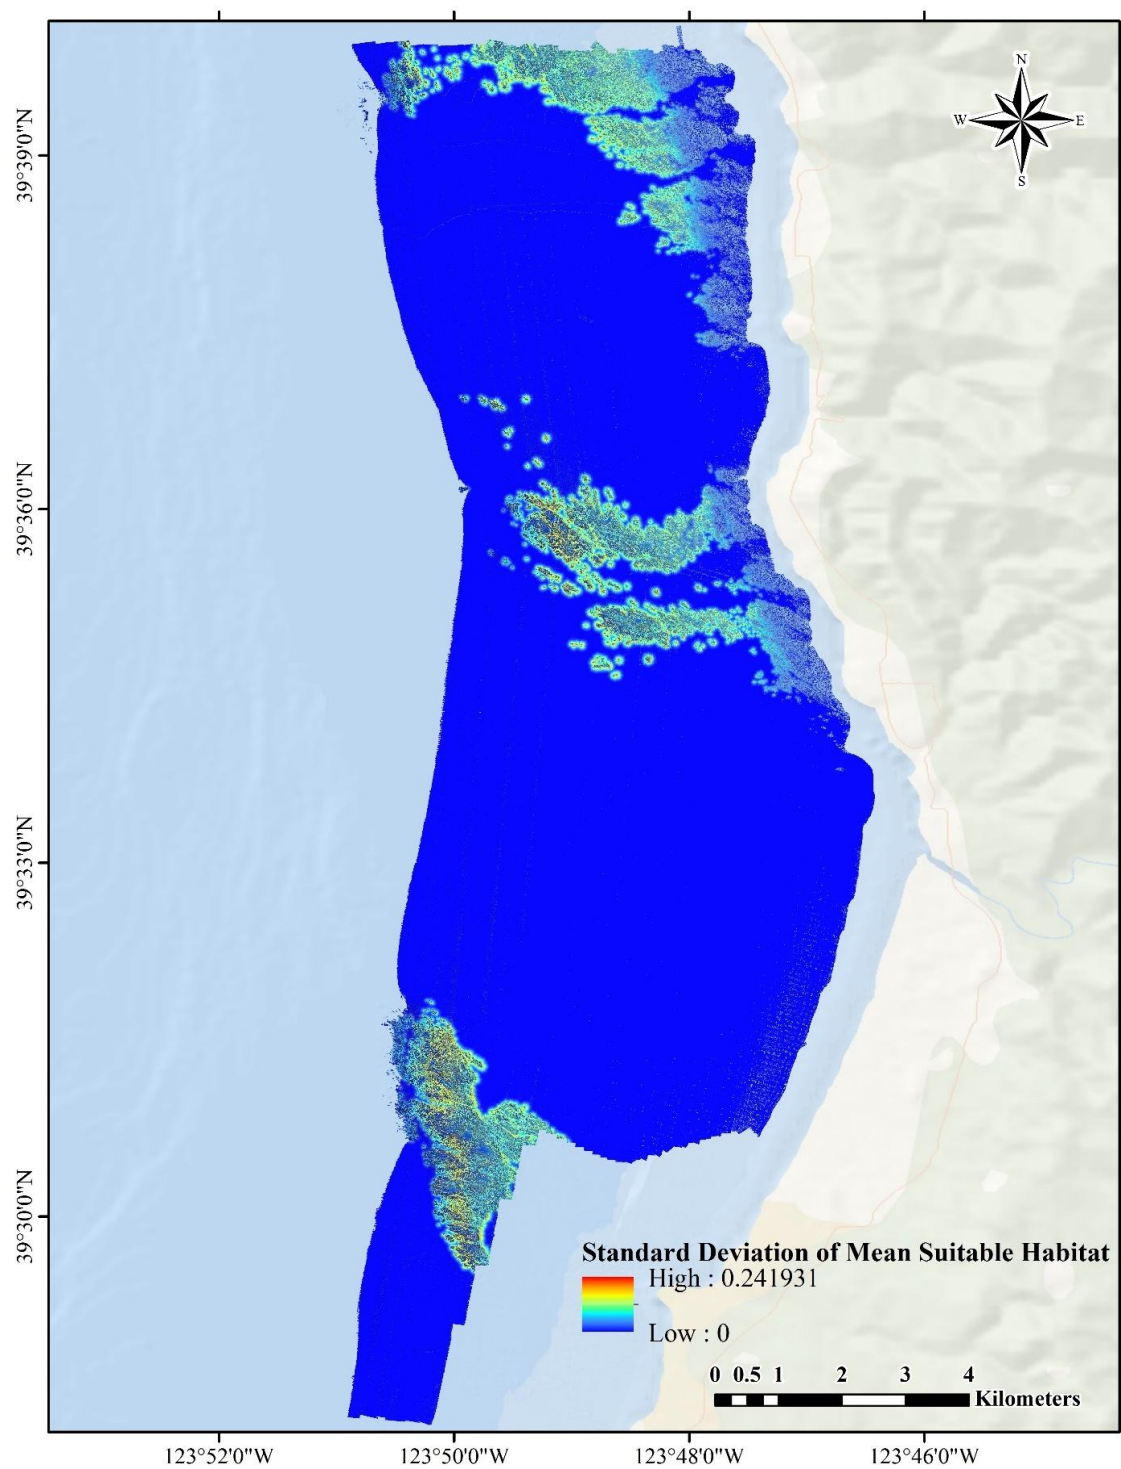 N
W E
S
39°39'0"N
39°36'0"N
39°33'0"N
39°30'0"N
Standard Deviation of Mean Suitable Habitat
High : 0.241931
Low : 0
0 0.5 1 2 3 4
Kilometers
123°52'0"W 123°50'0"W 123°48'0"W 123°46'0"W